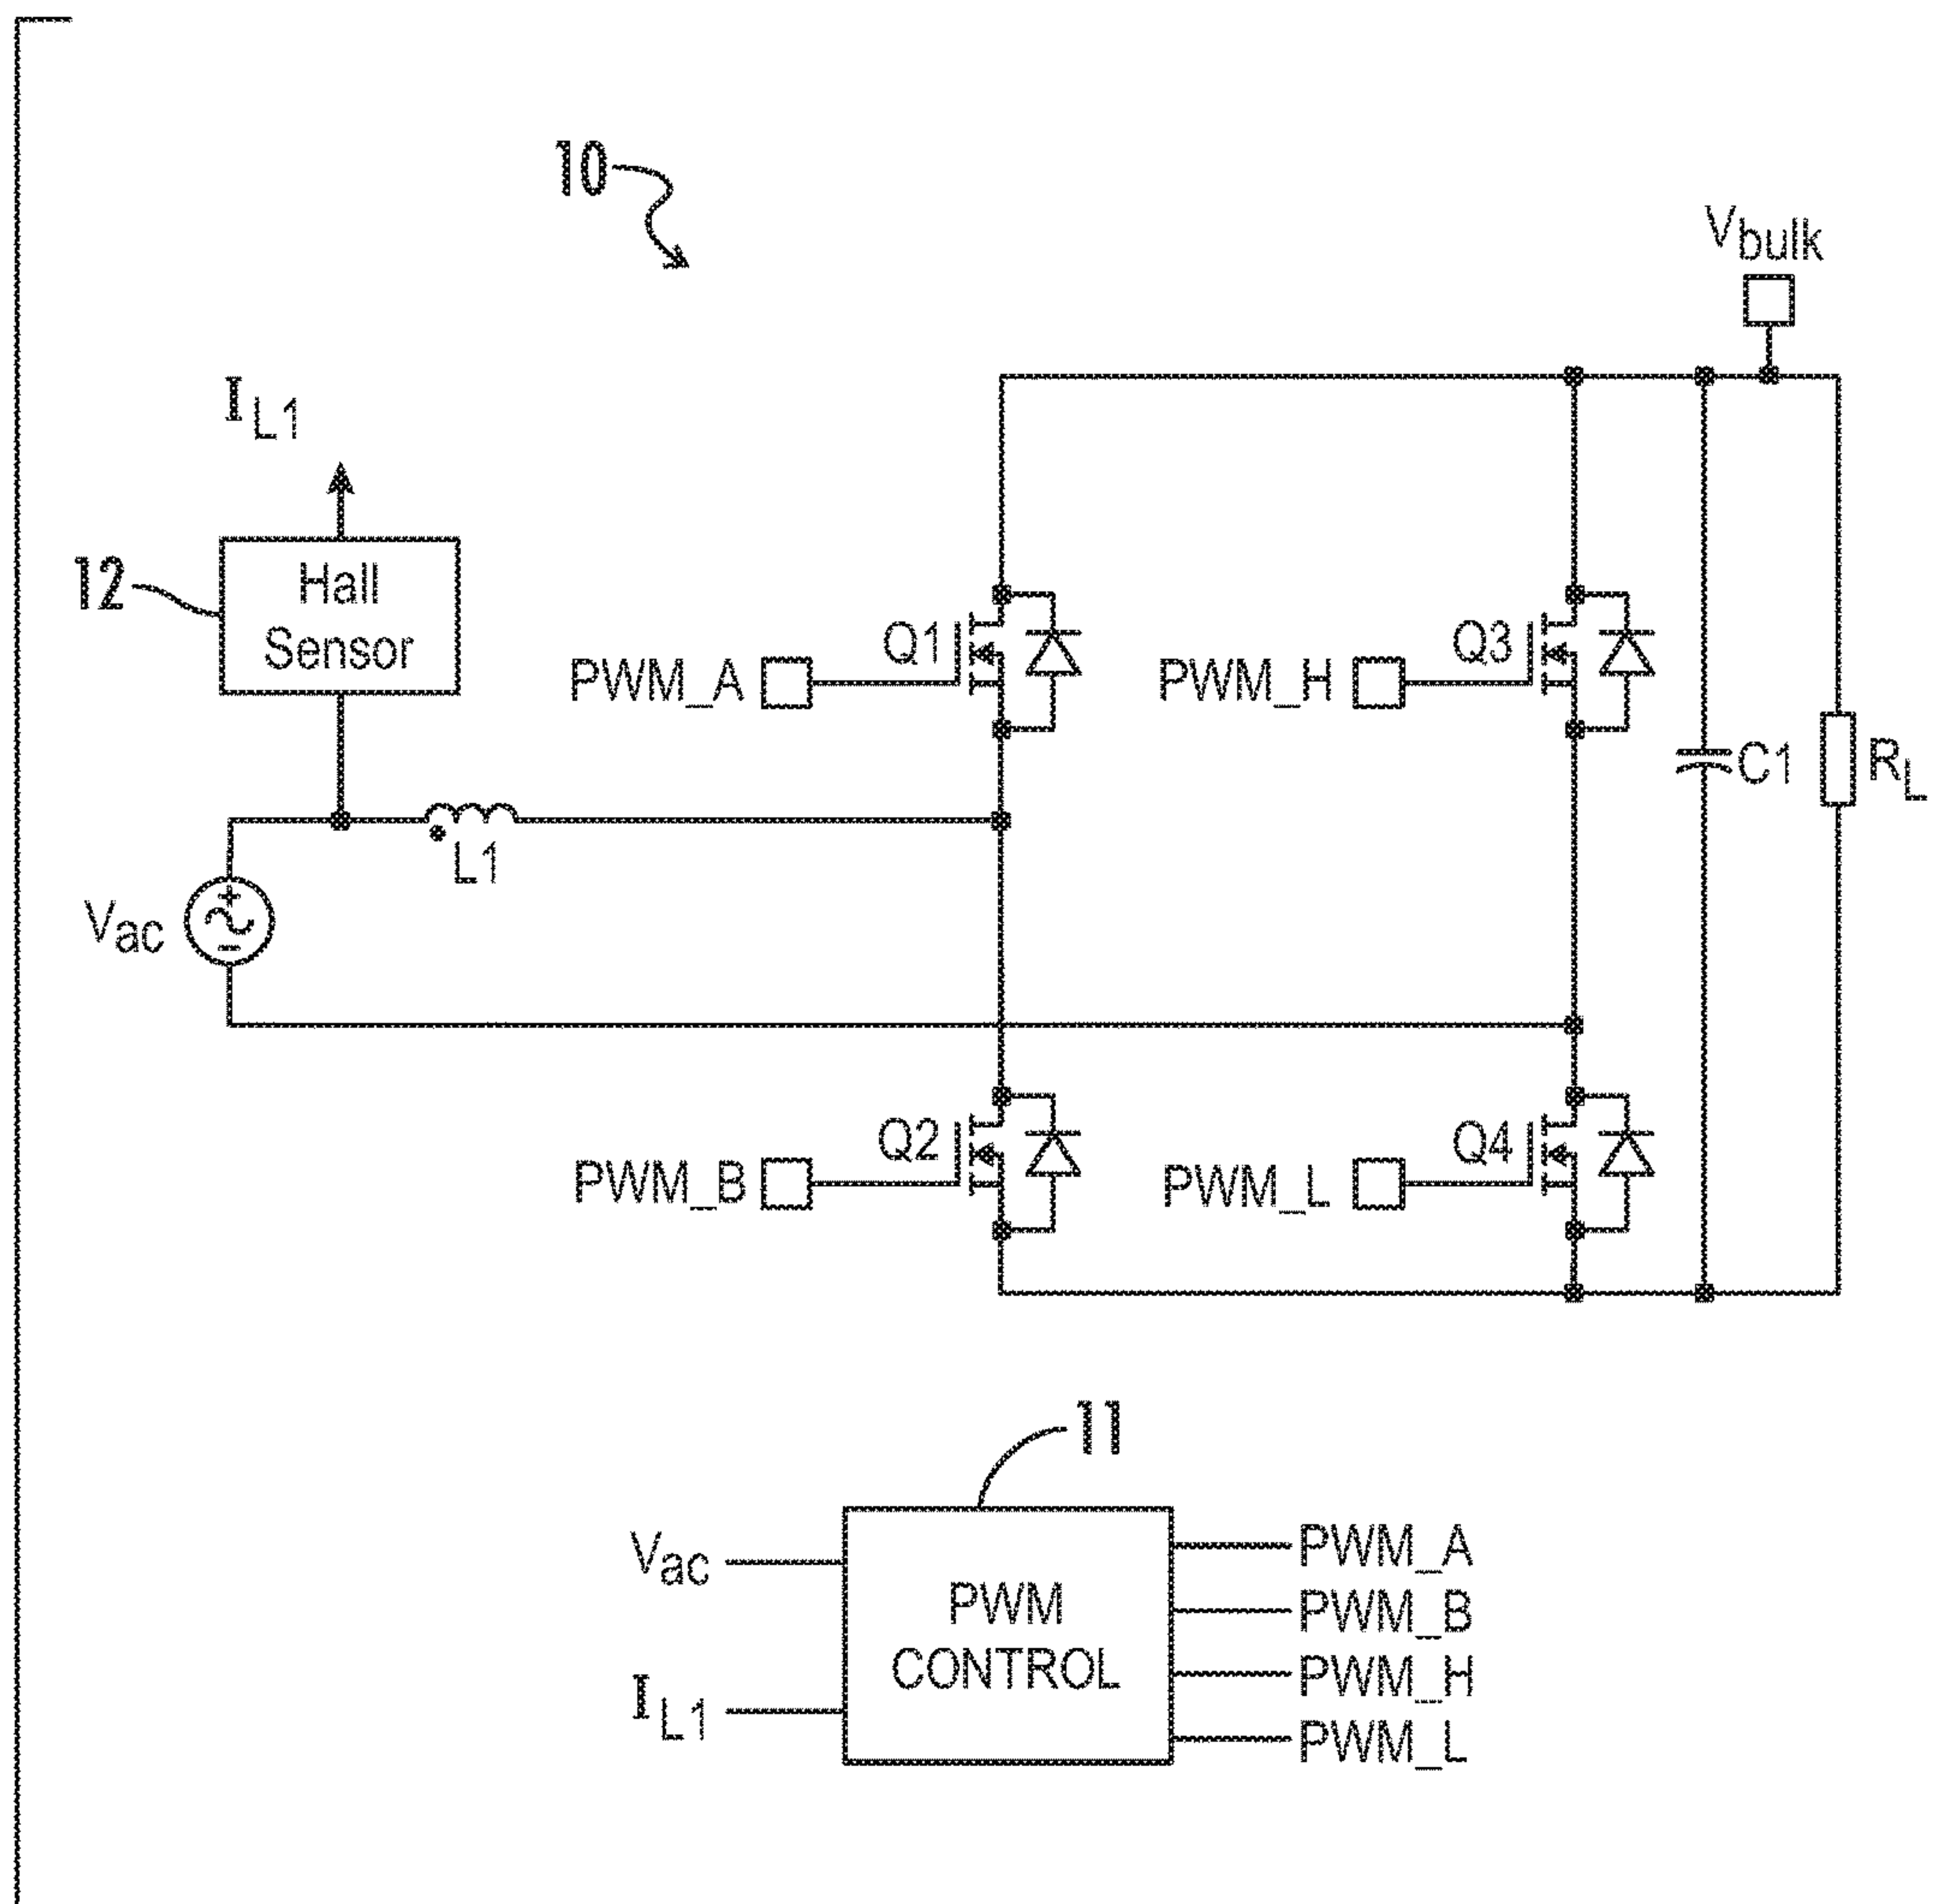 10
Vbulk
IL1
12
Hall
Sensor
Q1
PWM_A
Q3
PWM_H
C1
RL
L1
Vac
+
-
Q2
PWM_B
Q4
PWM_L
11
Vac
IL1
PWM
CONTROL
PWM_A
PWM_B
PWM_H
PWM_L